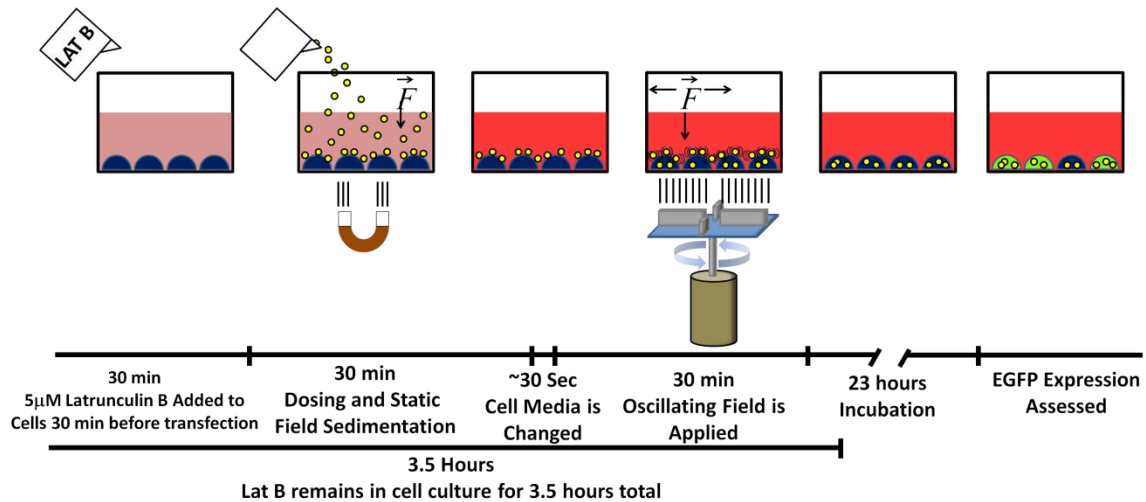 LAT B
F
F
30 min
5μM Latrunculin B Added to
Cells 30 min before transfection
30 min
Dosing and Static
Field Sedimentation
~30 Sec
Cell Media is
Changed
30 min
Oscillating Field is
Applied
23 hours
Incubation
EGFP Expression
Assessed
3.5 Hours
Lat B remains in cell culture for 3.5 hours total